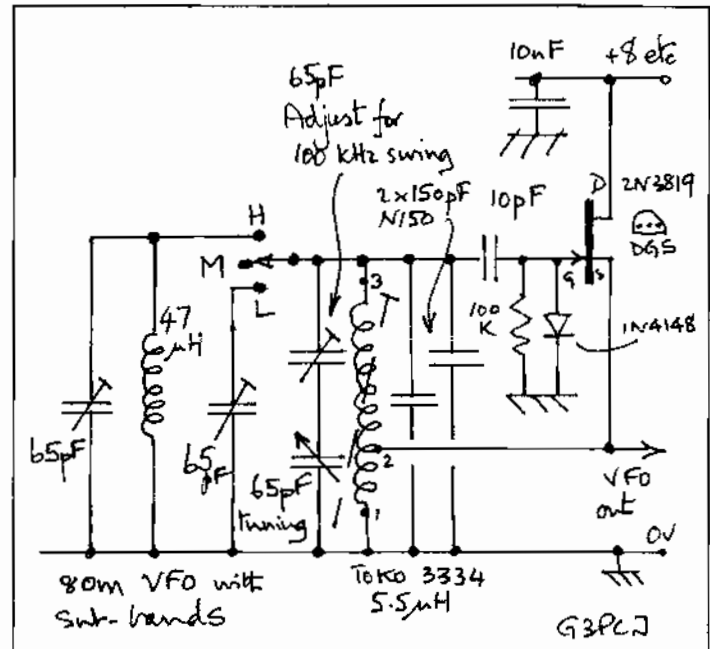 65pF
Adjust for
100 kHz swing
10nF
+8 etc
2x150pF
N150
10pF
D
2N3819
DGS
G
S
H
M
L
3
47
μH
100
K
1N4148
65pF
65
pF
65pF
tuning
2
1
VFO
out
0V
80m VFO with
Sub-bands
TOKO 3334
5.5μH
G3PCJ